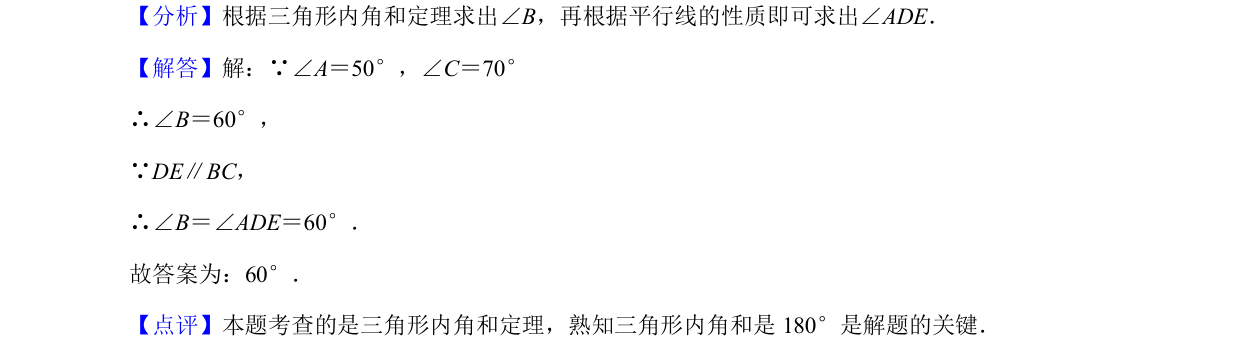 【分析】根据三角形内角和定理求出∠B，再根据平行线的性质即可求出∠ADE．
【解答】解：∵∠A＝50°，∠C＝70°
∴∠B＝60°，
∵DE∥BC，
∴∠B＝∠ADE＝60°．
故答案为：60°．
【点评】本题考查的是三角形内角和定理，熟知三角形内角和是 180°是解题的关键．